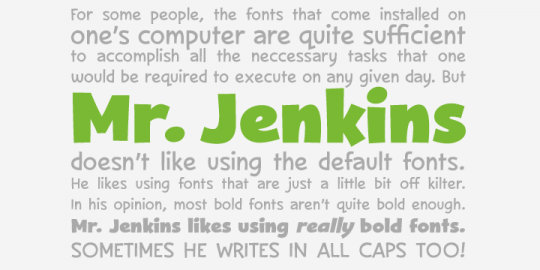 For some people, the fonts that come installed on
one's computer are quite sufficient
to accomplish all the neccessary tasks that one
would be required to execute on any given day. But
Mr. Jenkins
doesn't like using the default fonts.
He likes using fonts that are just a little bit off kilter.
In his opinion, most bold fonts aren't quite bold enough.
Mr. Jenkins likes using really bold fonts.
SOMETIMES HE WRITES IN ALL CAPS TOO!